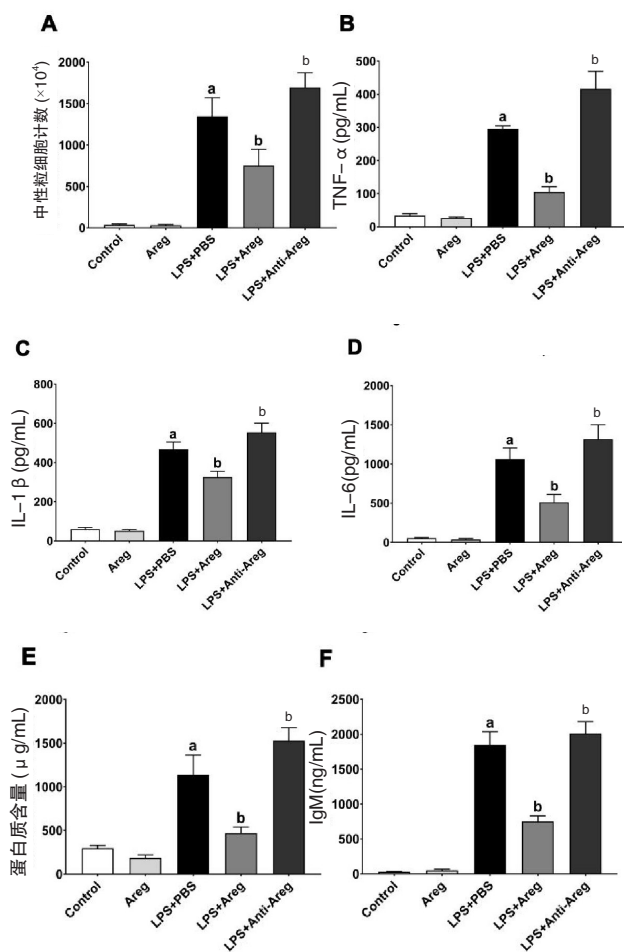 A
中性粒细胞计数 (×10⁴)
2000
1500
1000
500
0
a
b
b
Control
Areg
LPS+PBS
LPS+Areg
LPS+Anti-Areg
B
TNF-α (pg/mL)
500
400
300
200
100
0
a
b
b
Control
Areg
LPS+PBS
LPS+Areg
LPS+Anti-Areg
C
IL-1β (pg/mL)
800
600
400
200
0
a
b
b
Control
Areg
LPS+PBS
LPS+Areg
LPS+Anti-Areg
D
IL-6(pg/mL)
2000
1500
1000
500
0
a
b
b
Control
Areg
LPS+PBS
LPS+Areg
LPS+Anti-Areg
E
蛋白质含量 (μg/mL)
2000
1500
1000
500
0
a
b
b
Control
Areg
LPS+PBS
LPS+Areg
LPS+Anti-Areg
F
IgM(ng/mL)
2500
2000
1500
1000
500
0
a
b
b
Control
Areg
LPS+PBS
LPS+Areg
LPS+Anti-Areg